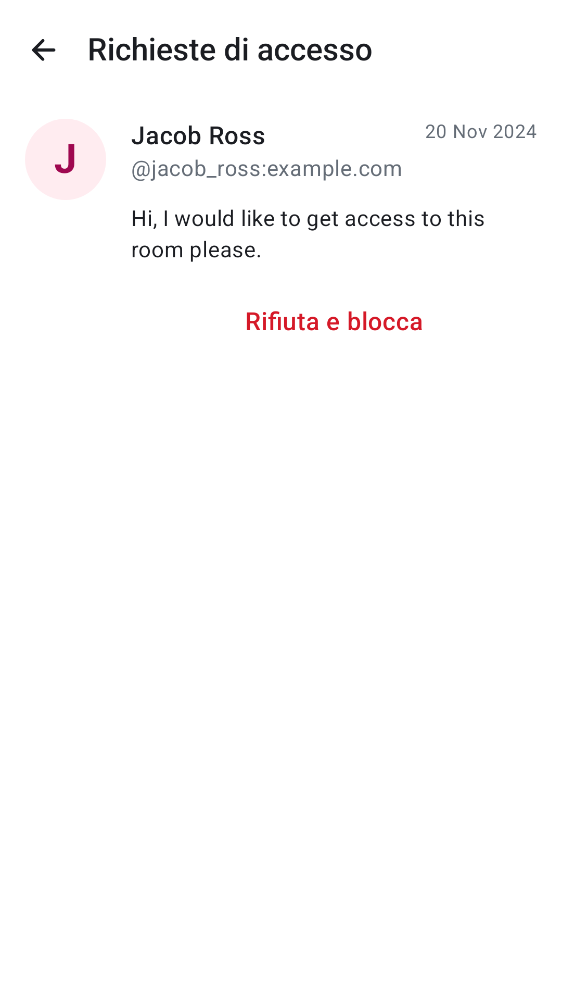 Richieste di accesso
J
Jacob Ross
20 Nov 2024
@jacob_ross:example.com
Hi, I would like to get access to this
room please.
Rifiuta e blocca